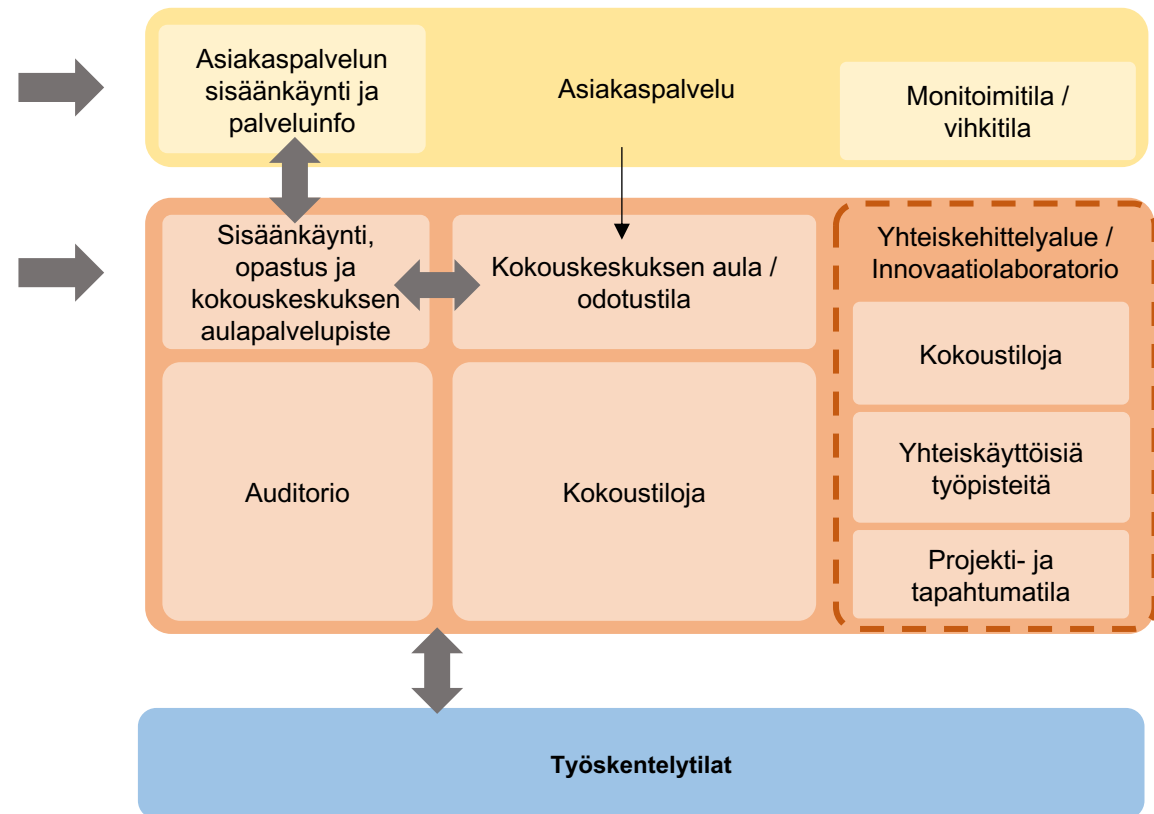 Asiakaspalvelun
sisäänkäynti ja
palveluinfo
Asiakaspalvelu
Monitoimitila /
vihkitila
Sisäänkäynti,
opastus ja
kokouskeskuksen
aulapalvelupiste
Kokouskeskuksen aula /
odotustila
Yhteiskehittelyalue /
Innovaatiolaboratorio
Kokoustiloja
Yhteiskäyttöisiä
työpisteitä
Projekti- ja
tapahtumatila
Auditorio
Kokoustiloja
Työskentelytilat